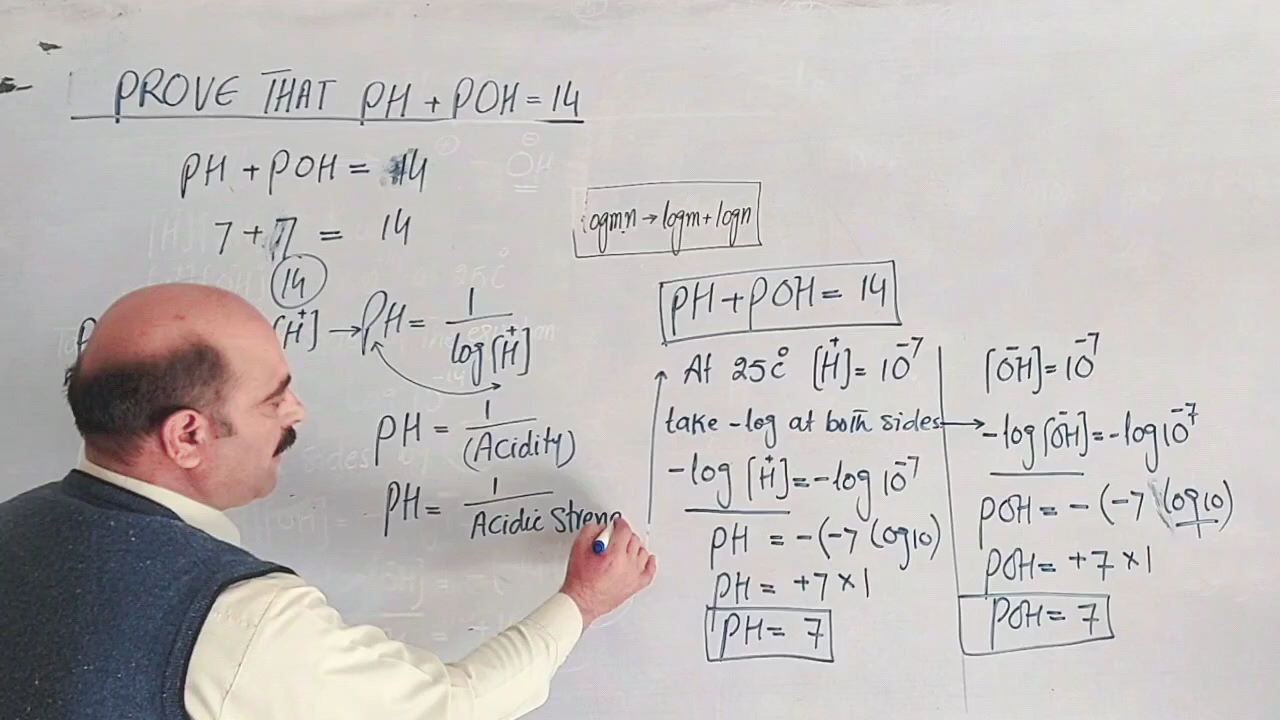 PROVE THAT PH + POH = 14
PH + POH = 14
7 + 7 = 14
14
[H⁺] → PH = 1/log[H⁺]
PH = 1/(Acidity)
PH = 1/Acidic Streng
logmn → logm + logn
PH + POH = 14
At 25°C [H⁺] = 10⁻⁷
take -log at both sides →
-log [H⁺] = -log 10⁻⁷
PH = -(-7 log10)
PH = +7 × 1
PH = 7
[OH⁻] = 10⁻⁷
-log[OH⁻] = -log10⁻⁷
POH = -(-7 log10)
POH = +7 × 1
POH = 7